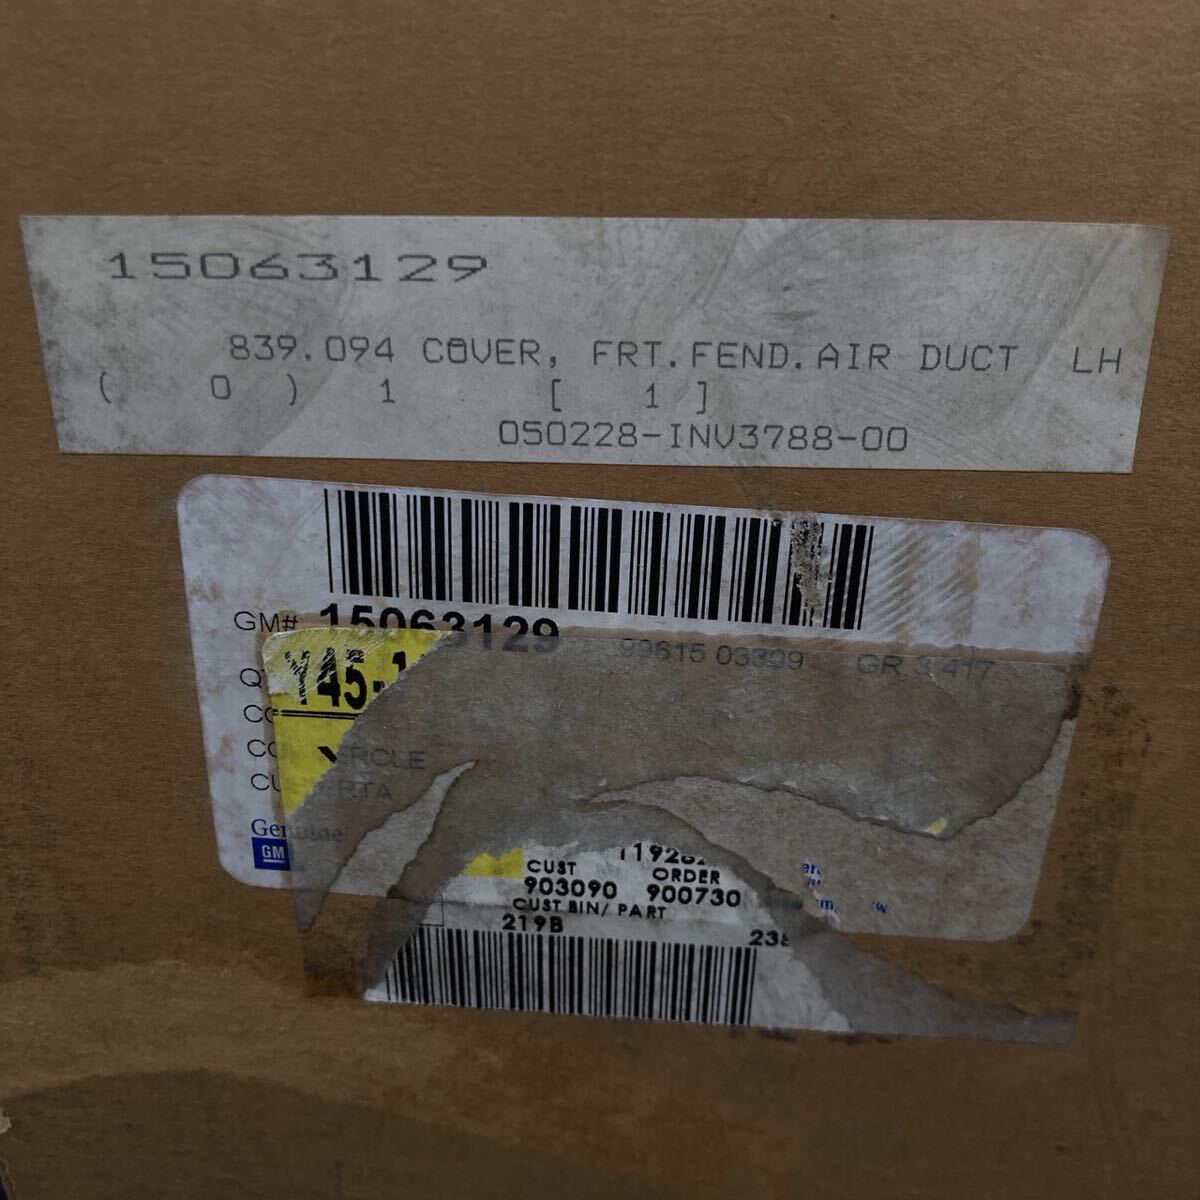 15063129
839.094 COVER, FRT.FEND.AIR DUCT LH
( 0 ) 1 [ 1 ]
050228-INV3788-00
GM# 15063129 99615 03399 GR.3.417
Y45-1
Genuine
GM
CUST ORDER
903090 900730
CUST BIN/ PART
219B